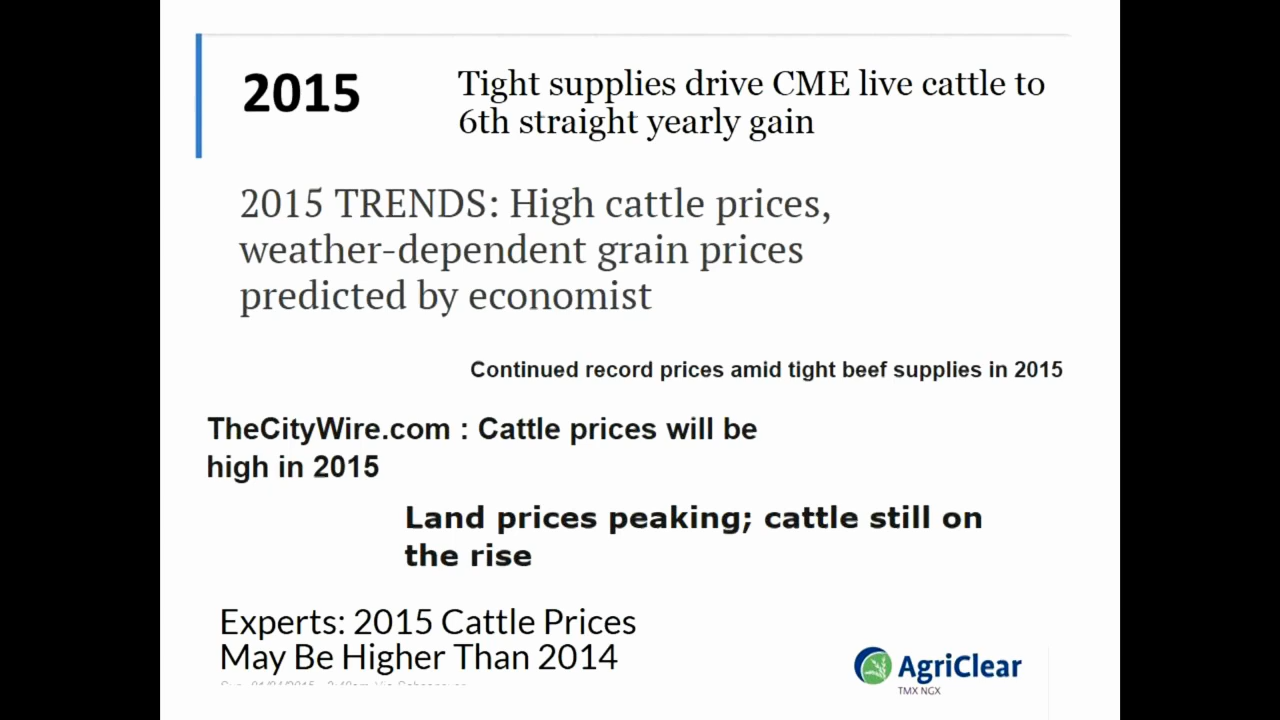 2015
Tight supplies drive CME live cattle to
6th straight yearly gain
2015 TRENDS: High cattle prices,
weather-dependent grain prices
predicted by economist
Continued record prices amid tight beef supplies in 2015
TheCityWire.com : Cattle prices will be
high in 2015
Land prices peaking; cattle still on
the rise
Experts: 2015 Cattle Prices
May Be Higher Than 2014
AgriClear
TMX NGX